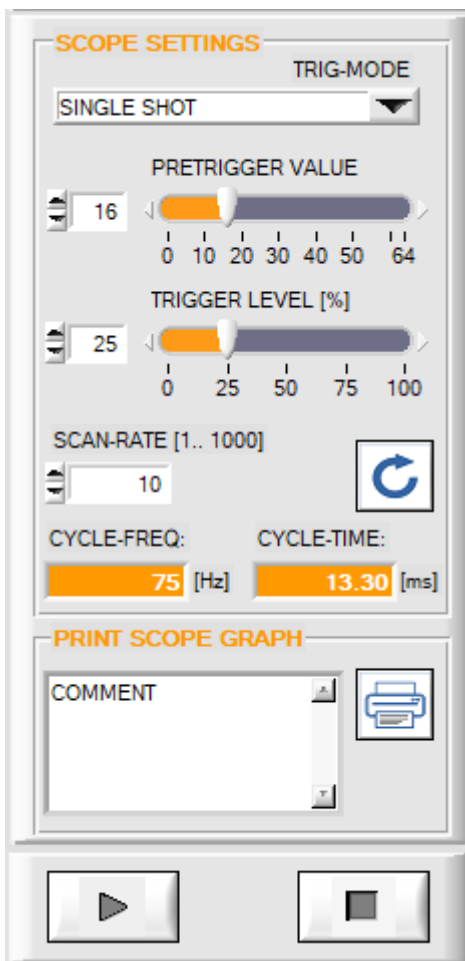 SCOPE SETTINGS
TRIG-MODE
SINGLE SHOT
PRETRIGGER VALUE
16
0 10 20 30 40 50 64
TRIGGER LEVEL [%]
25
0 25 50 75 100
SCAN-RATE [1.. 1000]
10
CYCLE-FREQ: CYCLE-TIME:
75 [Hz] 13.30 [ms]
PRINT SCOPE GRAPH
COMMENT